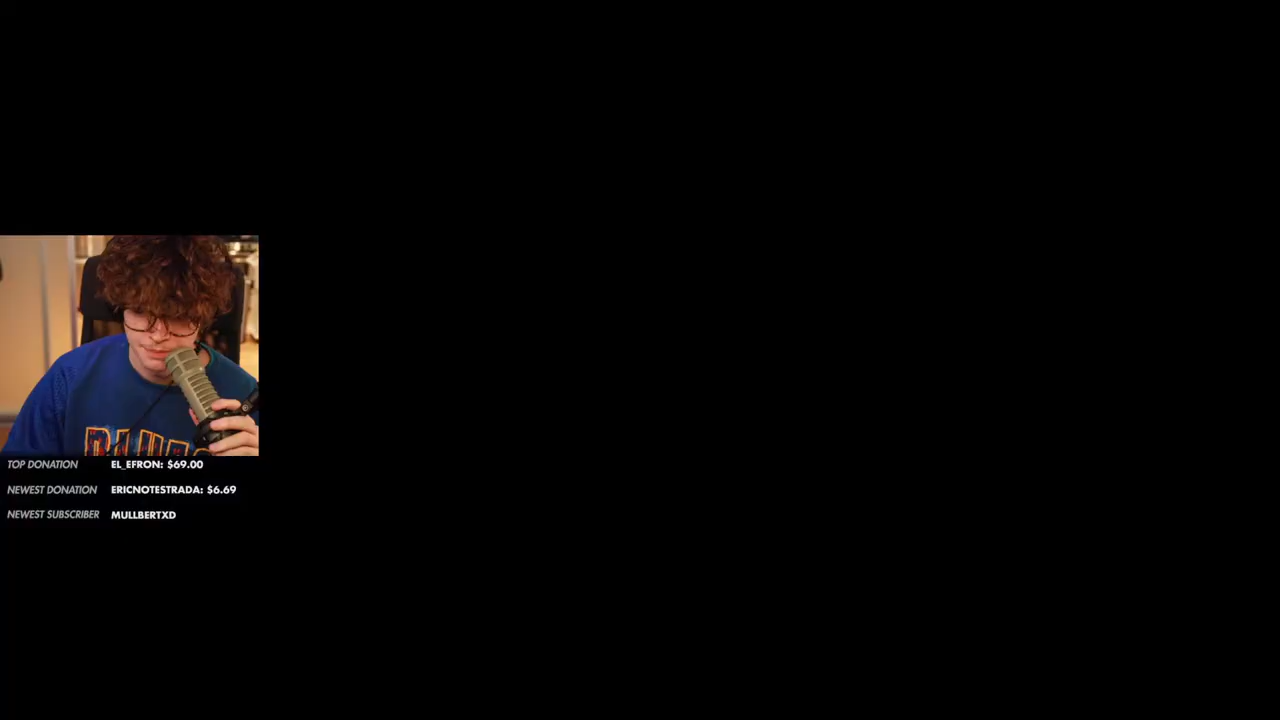 TOP DONATION EL_EFRON: $69.00
NEWEST DONATION ERICNOTESTRADA: $6.69
NEWEST SUBSCRIBER MULLBERTXD